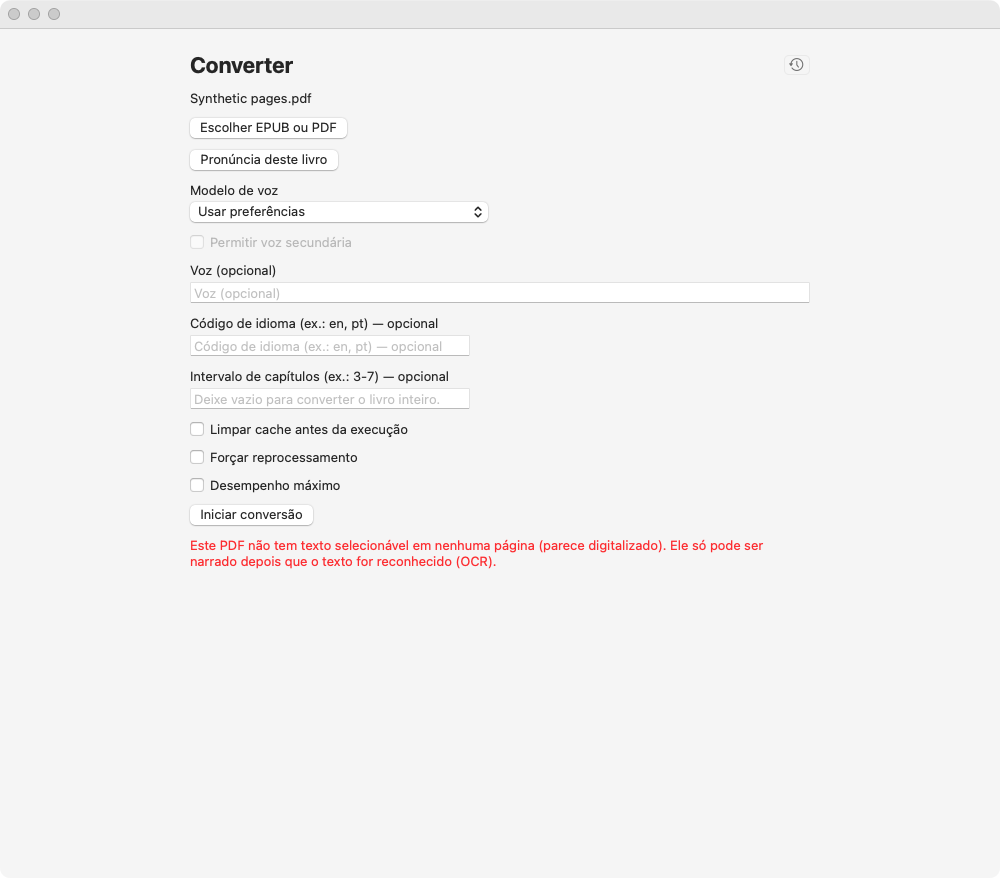 Converter
Synthetic pages.pdf
Escolher EPUB ou PDF
Pronúncia deste livro
Modelo de voz
Usar preferências
Permitir voz secundária
Voz (opcional)
Voz (opcional)
Código de idioma (ex.: en, pt) — opcional
Código de idioma (ex.: en, pt) — opcional
Intervalo de capítulos (ex.: 3-7) — opcional
Deixe vazio para converter o livro inteiro.
Limpar cache antes da execução
Forçar reprocessamento
Desempenho máximo
Iniciar conversão
Este PDF não tem texto selecionável em nenhuma página (parece digitalizado). Ele só pode ser
narrado depois que o texto for reconhecido (OCR).